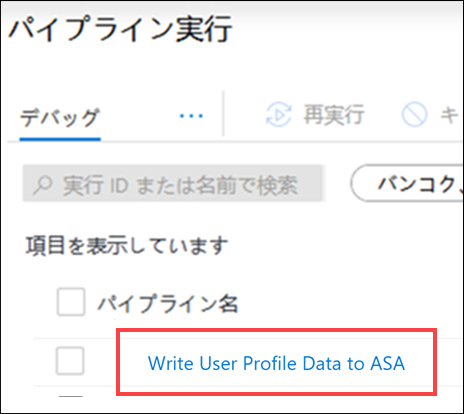 パイプライン実行
デバッグ ... 再実行 キ
実行 ID または名前で検索 バンコク、
項目を表示しています
パイプライン名
Write User Profile Data to ASA